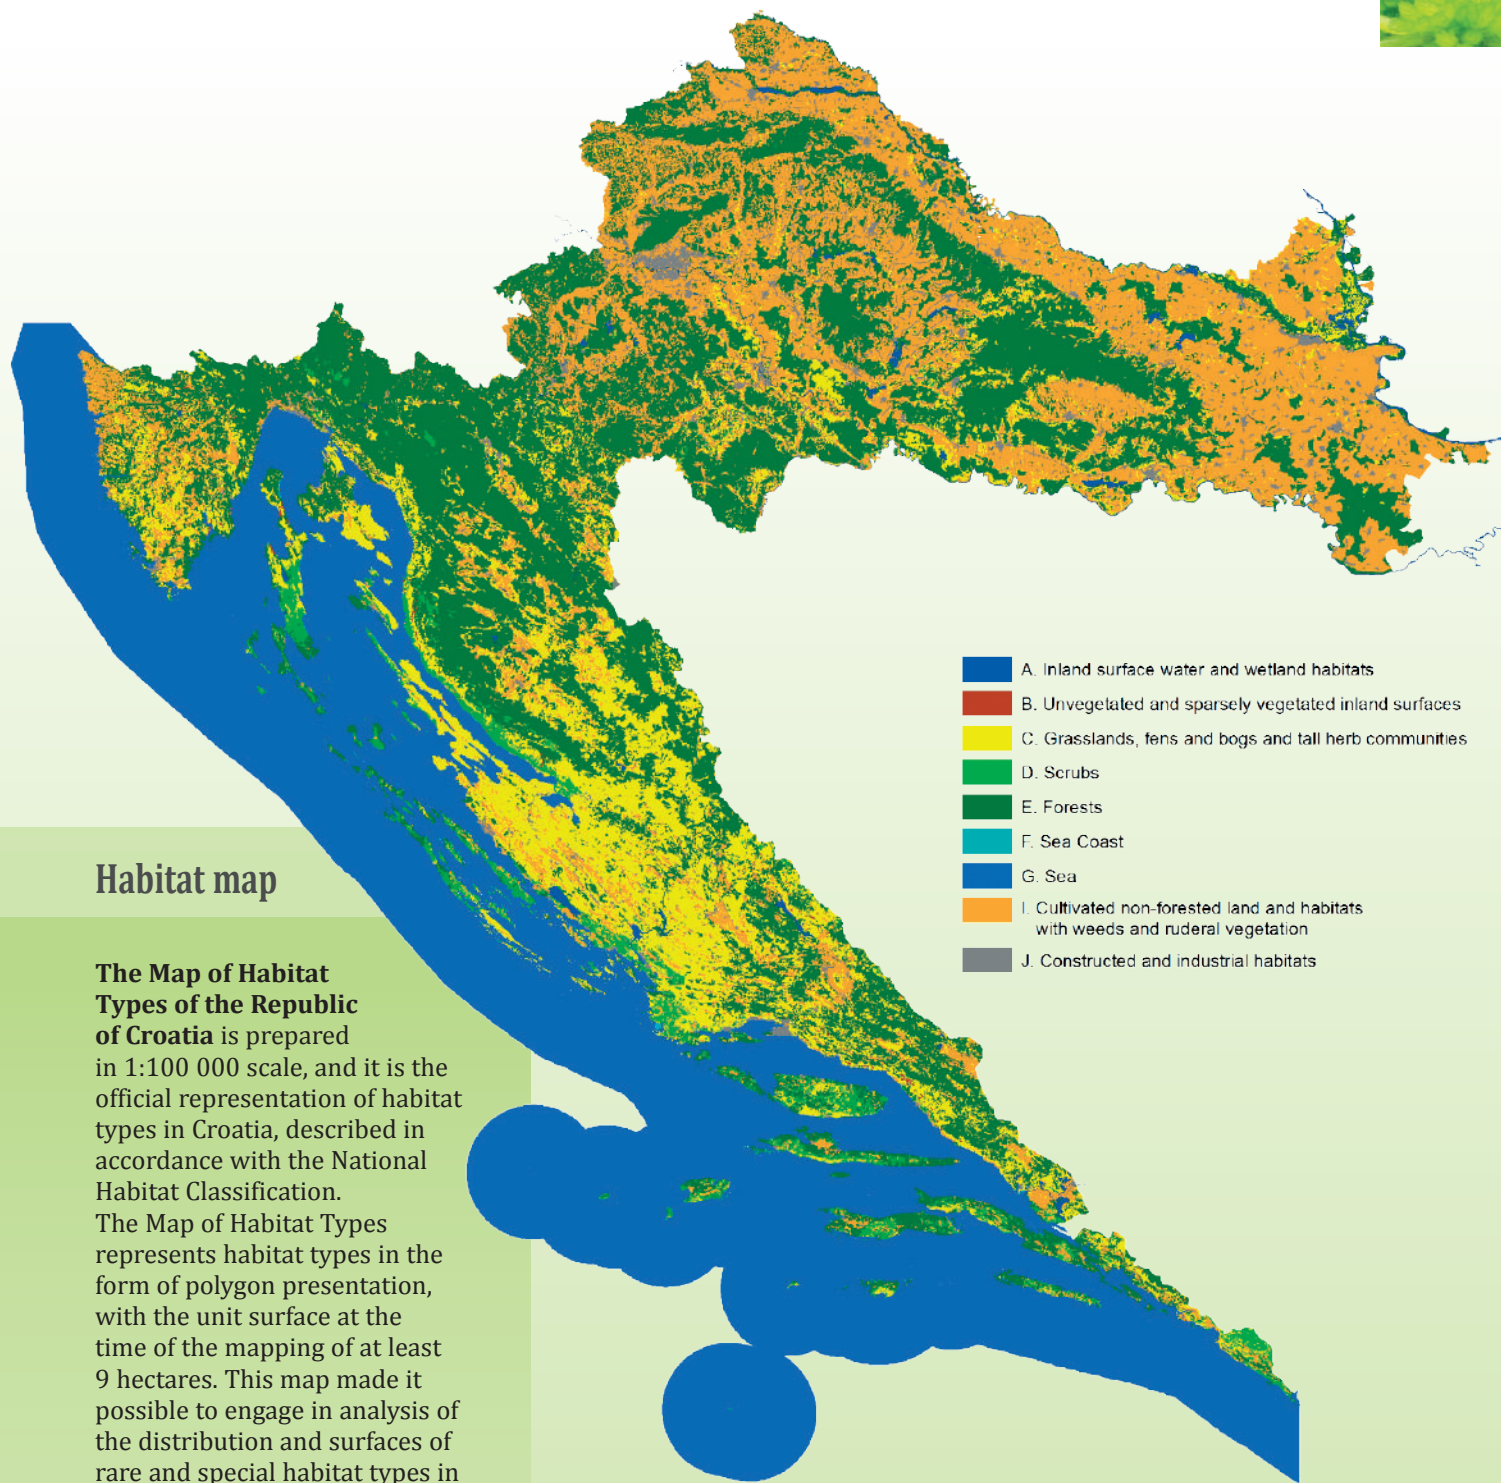 A. Inland surface water and wetland habitats
B. Unvegetated and sparsely vegetated inland surfaces
C. Grasslands, fens and bogs and tall herb communities
D. Scrubs
E. Forests
F. Sea Coast
G. Sea
I. Cultivated non-forested land and habitats
with weeds and ruderal vegetation
J. Constructed and industrial habitats
Habitat map
The Map of Habitat
Types of the Republic
of Croatia is prepared
in 1:100 000 scale, and it is the
official representation of habitat
types in Croatia, described in
accordance with the National
Habitat Classification.
The Map of Habitat Types
represents habitat types in the
form of polygon presentation,
with the unit surface at the
time of the mapping of at least
9 hectares. This map made it
possible to engage in analysis of
the distribution and surfaces of
rare and special habitat types in